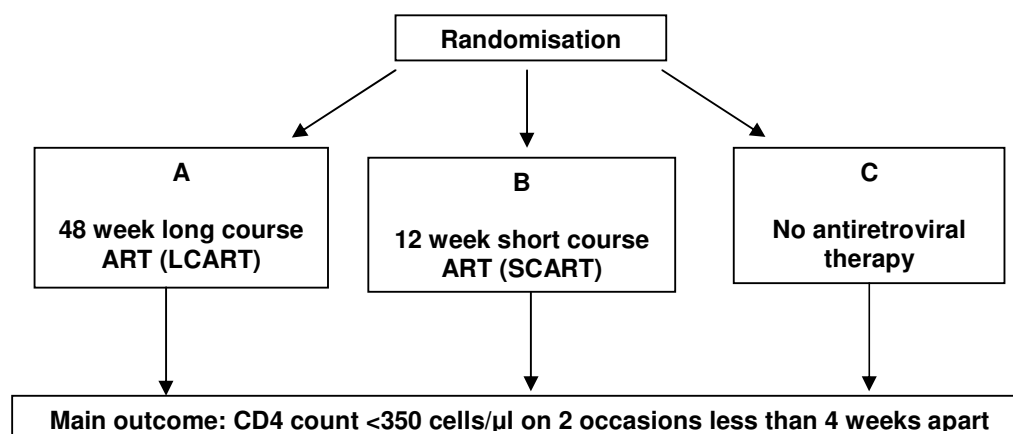 Randomisation
A
48 week long course
ART (LCART)
B
12 week short course
ART (SCART)
C
No antiretroviral
therapy
Main outcome: CD4 count <350 cells/µl on 2 occasions less than 4 weeks apart